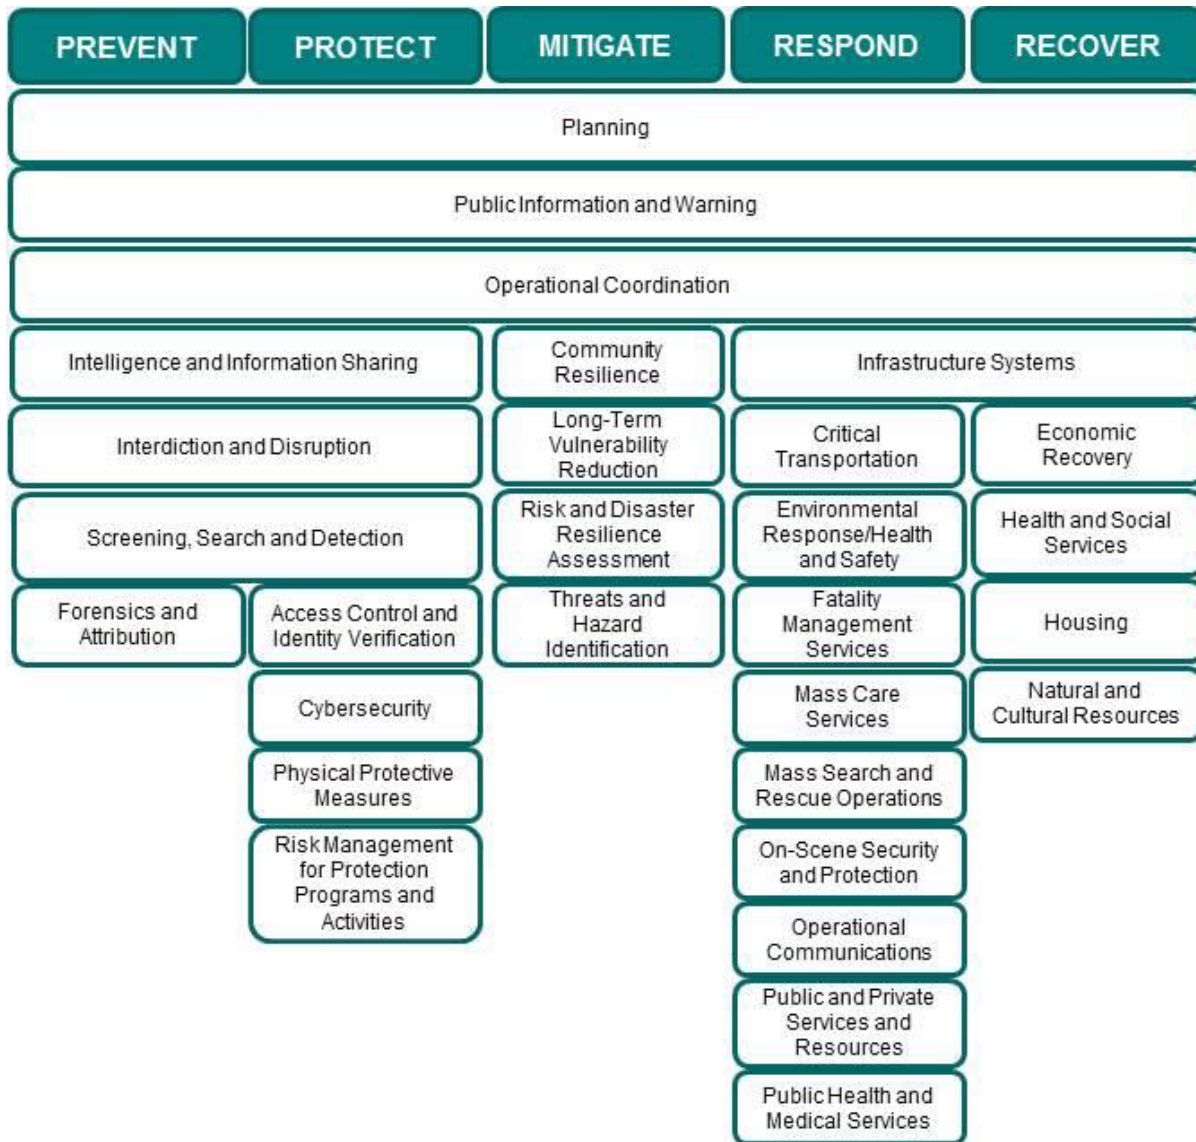 PREVENT
PROTECT
MITIGATE
RESPOND
RECOVER
Planning
Public Information and Warning
Operational Coordination
Intelligence and Information Sharing
Community
Resilience
Infrastructure Systems
Interdiction and Disruption
Long-Term
Vulnerability
Reduction
Critical
Transportation
Economic
Recovery
Screening, Search and Detection
Risk and Disaster
Resilience
Assessment
Environmental
Response/Health
and Safety
Health and Social
Services
Forensics and
Attribution
Access Control and
Identity Verification
Threats and
Hazard
Identification
Fatality
Management
Services
Housing
Cybersecurity
Mass Care
Services
Natural and
Cultural Resources
Physical Protective
Measures
Mass Search and
Rescue Operations
Risk Management
for Protection
Programs and
Activities
On-Scene Security
and Protection
Operational
Communications
Public and Private
Services and
Resources
Public Health and
Medical Services